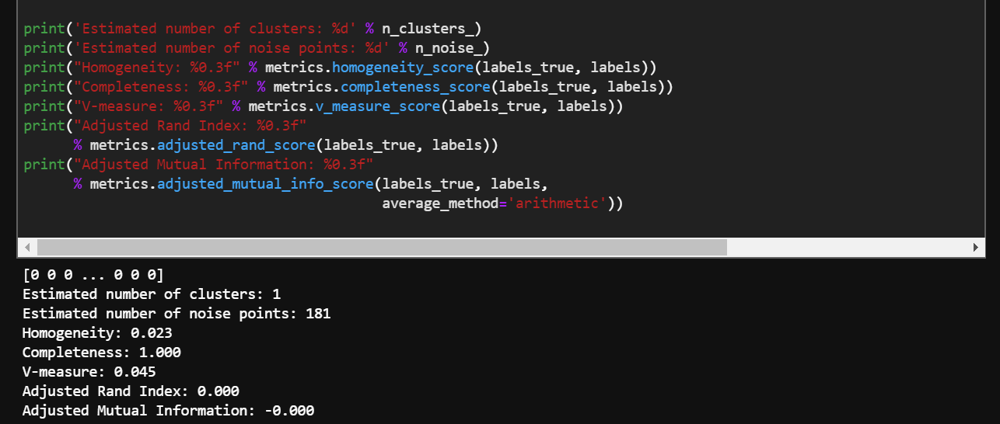 print('Estimated number of clusters: %d' % n_clusters_)
print('Estimated number of noise points: %d' % n_noise_)
print("Homogeneity: %0.3f" % metrics.homogeneity_score(labels_true, labels))
print("Completeness: %0.3f" % metrics.completeness_score(labels_true, labels))
print("V-measure: %0.3f" % metrics.v_measure_score(labels_true, labels))
print("Adjusted Rand Index: %0.3f"
      % metrics.adjusted_rand_score(labels_true, labels))
print("Adjusted Mutual Information: %0.3f"
      % metrics.adjusted_mutual_info_score(labels_true, labels,
                                           average_method='arithmetic'))
[0 0 0 ... 0 0 0]
Estimated number of clusters: 1
Estimated number of noise points: 181
Homogeneity: 0.023
Completeness: 1.000
V-measure: 0.045
Adjusted Rand Index: 0.000
Adjusted Mutual Information: -0.000